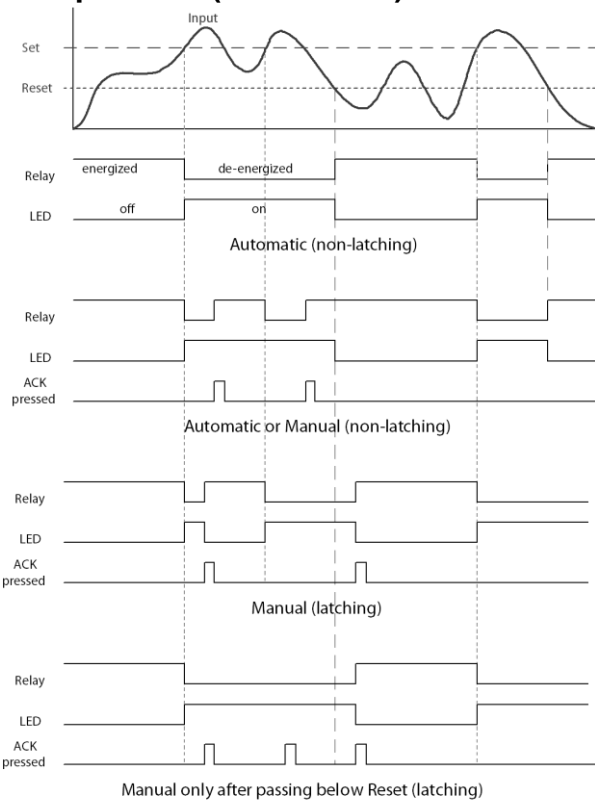 Input
Set
Reset
Relay energized de-energized
LED off on
Automatic (non-latching)
Relay
LED
ACK
pressed
Automatic or Manual (non-latching)
Relay
LED
ACK
pressed
Manual (latching)
Relay
LED
ACK
pressed
Manual only after passing below Reset (latching)